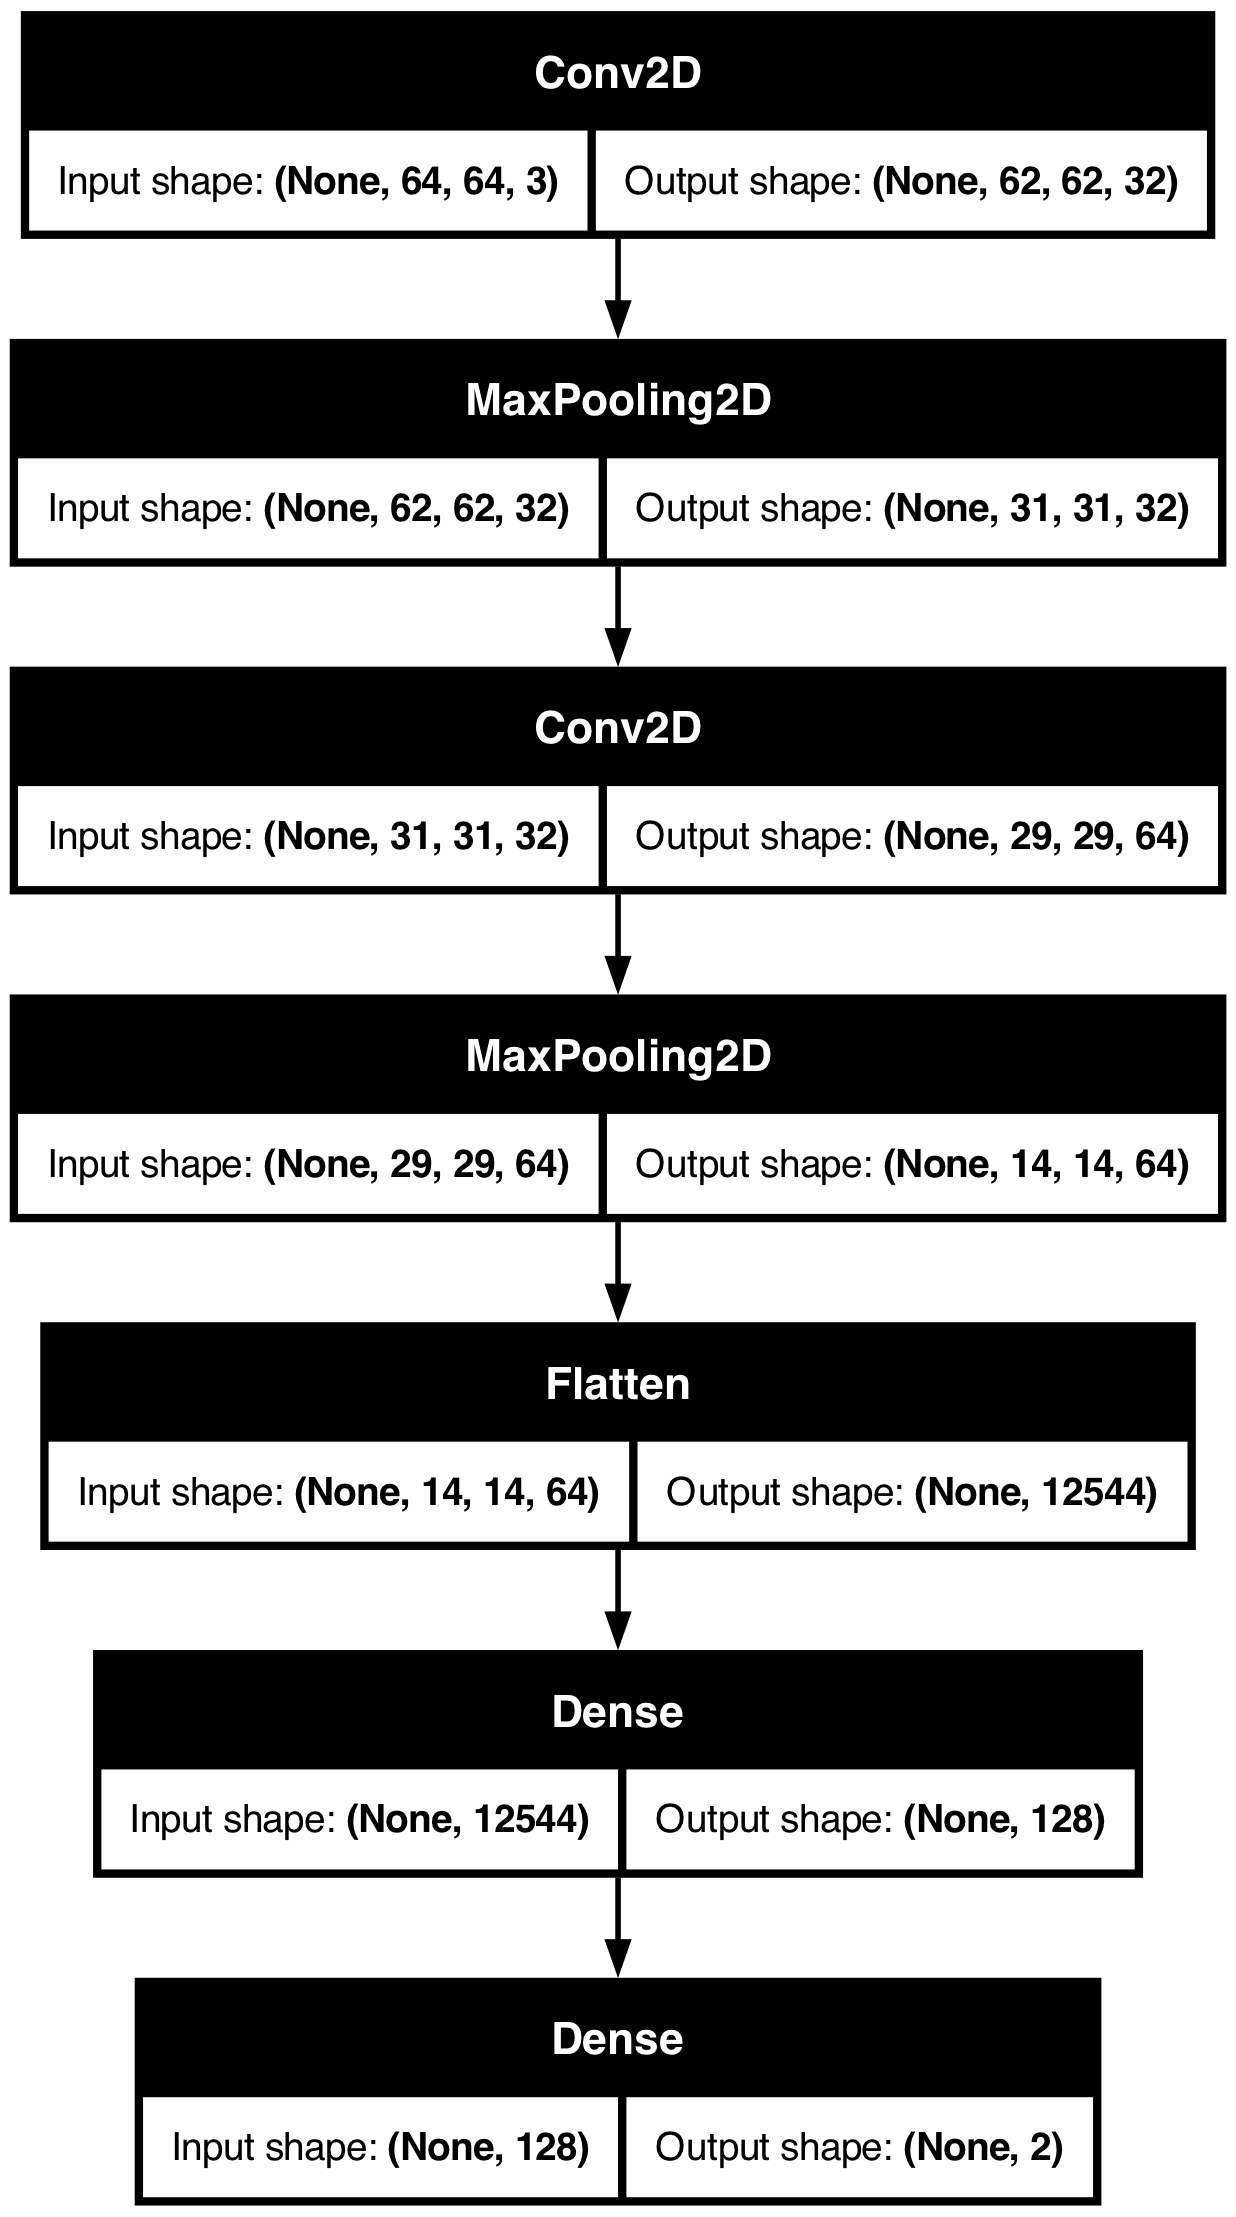 Conv2D
Input shape: (None, 64, 64, 3) Output shape: (None, 62, 62, 32)
MaxPooling2D
Input shape: (None, 62, 62, 32) Output shape: (None, 31, 31, 32)
Conv2D
Input shape: (None, 31, 31, 32) Output shape: (None, 29, 29, 64)
MaxPooling2D
Input shape: (None, 29, 29, 64) Output shape: (None, 14, 14, 64)
Flatten
Input shape: (None, 14, 14, 64) Output shape: (None, 12544)
Dense
Input shape: (None, 12544) Output shape: (None, 128)
Dense
Input shape: (None, 128) Output shape: (None, 2)